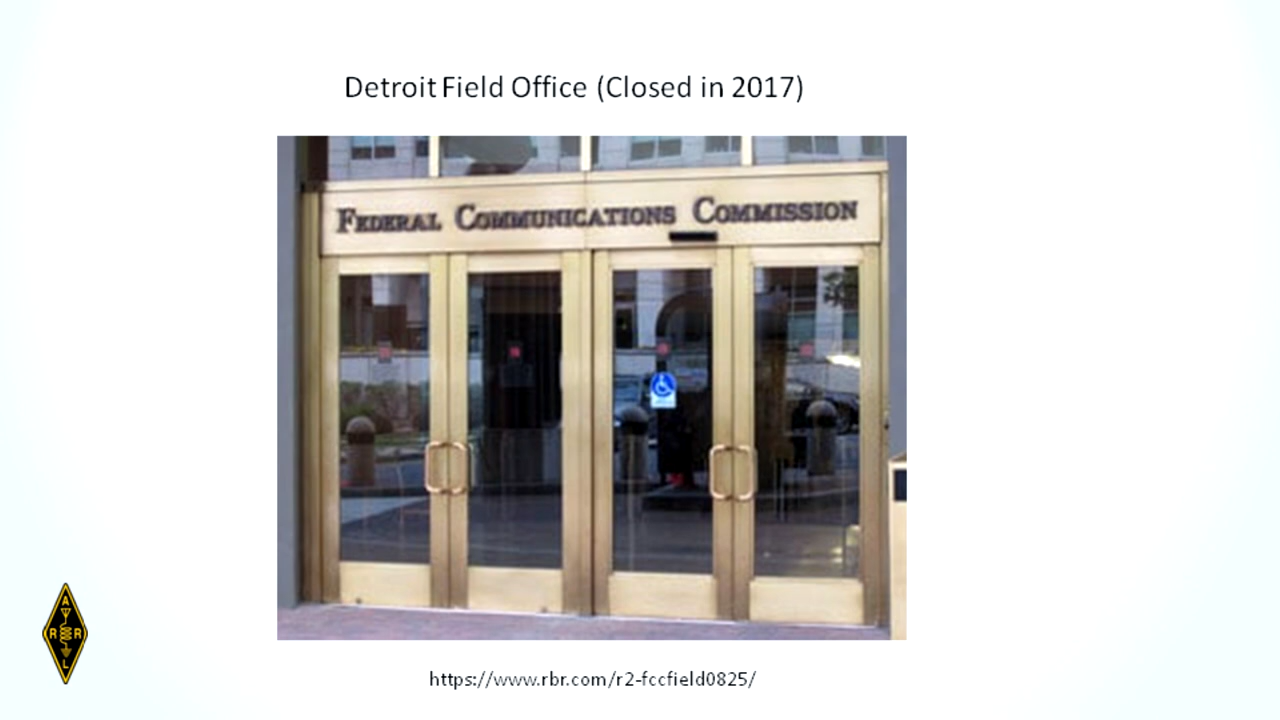 Detroit Field Office (Closed in 2017)
FEDERAL COMMUNICATIONS COMMISSION
A
R R
L
https://www.rbr.com/r2-fccfield0825/